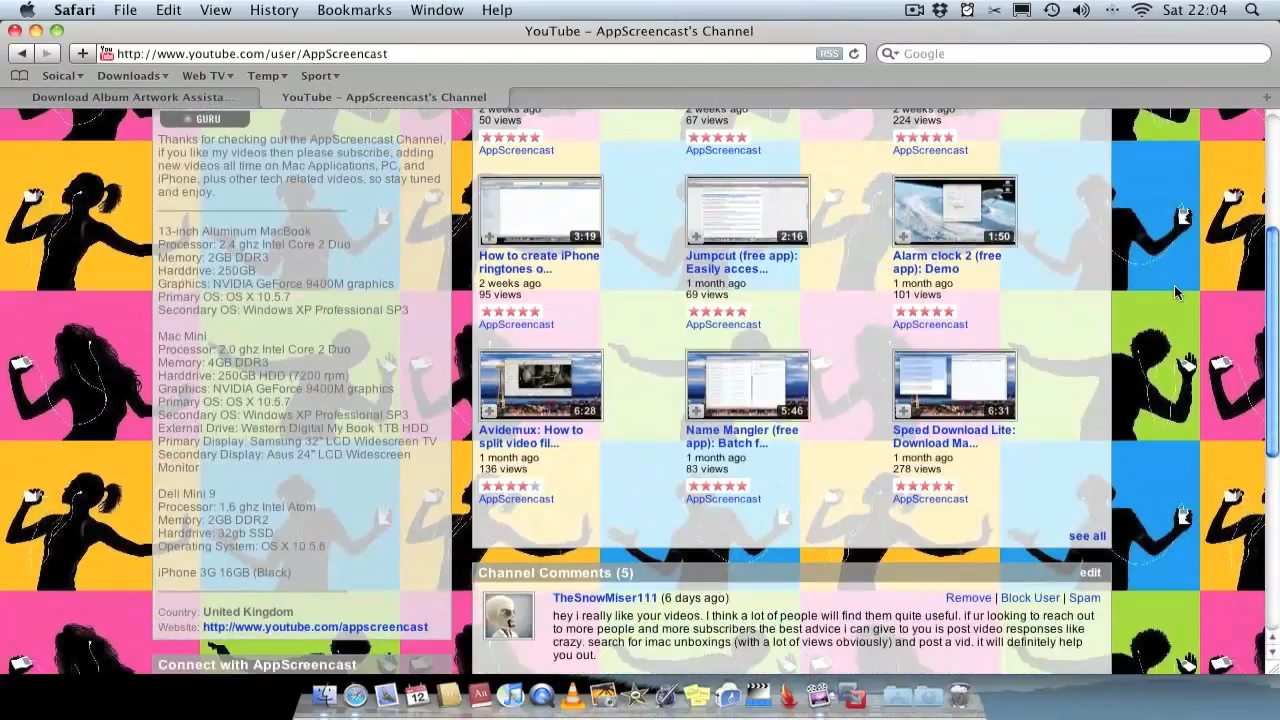 Safari File Edit View History Bookmarks Window Help Sat 22:04
YouTube – AppScreencast's Channel
http://www.youtube.com/user/AppScreencast RSS Google
Soical Downloads Web TV Temp Sport
Download Album Artwork Assista... YouTube – AppScreencast's Channel
GURU
Thanks for checking out the AppScreencast Channel,
if you like my videos then please subscribe, adding
new videos all time on Mac Applications, PC, and
iPhone, plus other tech related videos, so stay tuned
and enjoy.
13-inch Aluminum MacBook
Processor: 2.4 ghz Intel Core 2 Duo
Memory: 2GB DDR3
Harddrive: 250GB
Graphics: NVIDIA GeForce 9400M graphics
Primary OS: OS X 10.5.7
Secondary OS: Windows XP Professional SP3
Mac Mini
Processor: 2.0 ghz Intel Core 2 Duo
Memory: 4GB DDR3
Harddrive: 250GB HDD (7200 rpm)
Graphics: NVIDIA GeForce 9400M graphics
Primary OS: OS X 10.5.7
Secondary OS: Windows XP Professional SP3
External Drive: Western Digital My Book 1TB HDD
Primary Display: Samsung 32" LCD Widescreen TV
Secondary Display: Asus 24" LCD Widescreen
Monitor
Dell Mini 9
Processor: 1.6 ghz Intel Atom
Memory: 2GB DDR2
Harddrive: 32gb SSD
Operating System: OS X 10.5.6
iPhone 3G 16GB (Black)
Country: United Kingdom
Website: http://www.youtube.com/appscreencast
Connect with AppScreencast
2 weeks ago 2 weeks ago 2 weeks ago
50 views 67 views 224 views
AppScreencast AppScreencast AppScreencast
3:19 2:16 1:50
How to create iPhone Jumpcut (free app): Alarm clock 2 (free
ringtones o... Easily acces... app): Demo
2 weeks ago 1 month ago 1 month ago
95 views 69 views 101 views
AppScreencast AppScreencast AppScreencast
6:28 5:46 6:31
Avidemux: How to Name Mangler (free Speed Download Lite:
split video fil... app): Batch f... Download Ma...
1 month ago 1 month ago 1 month ago
136 views 83 views 278 views
AppScreencast AppScreencast AppScreencast
see all
Channel Comments (5) edit
TheSnowMiser111 (6 days ago) Remove | Block User | Spam
hey i really like your videos. I think a lot of people will find them quite useful. if ur looking to reach out
to more people and more subscribers the best advice i can give to you is post video responses like
crazy. search for imac unboxings (with a lot of views obviously) and post a vid. it will definitely help
you out.
12